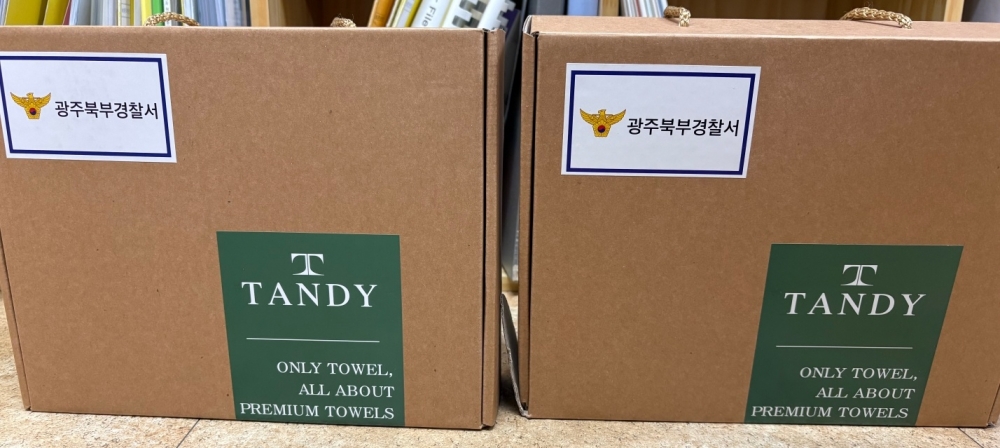 File
광주북부경찰서
T
TANDY
ONLY TOWEL,
ALL ABOUT
PREMIUM TOWELS
광주북부경찰서
T
TANDY
ONLY TOWEL,
ALL ABOUT
PREMIUM TOWELS